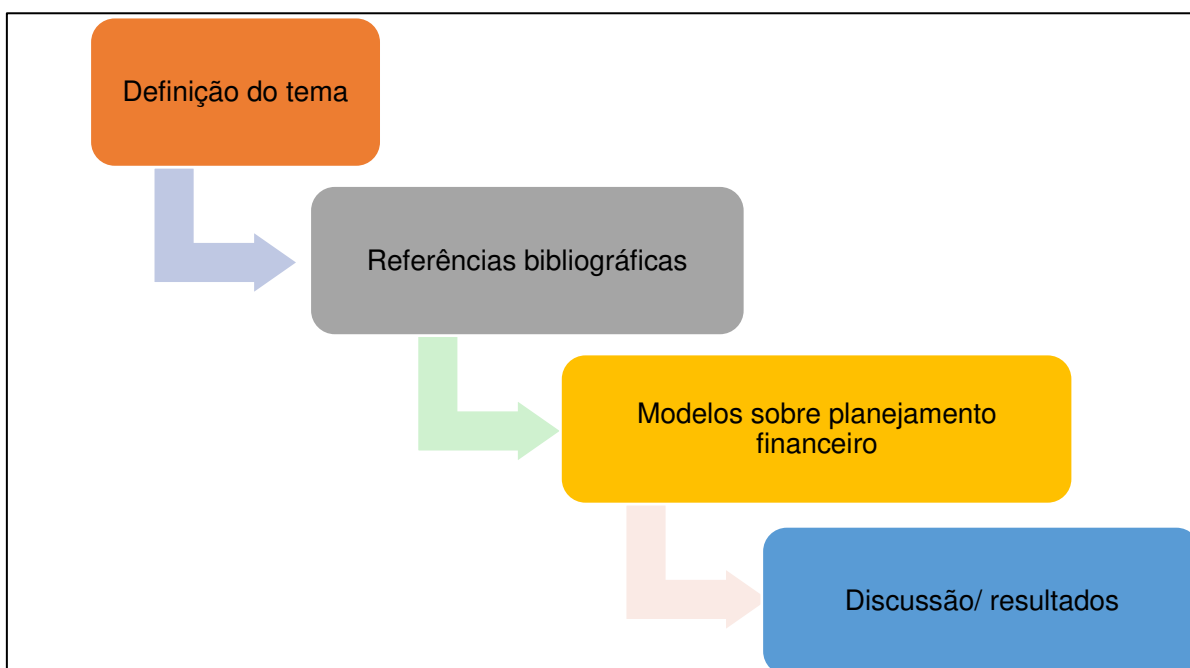 Definição do tema
Referências bibliográficas
Modelos sobre planejamento
financeiro
Discussão/ resultados